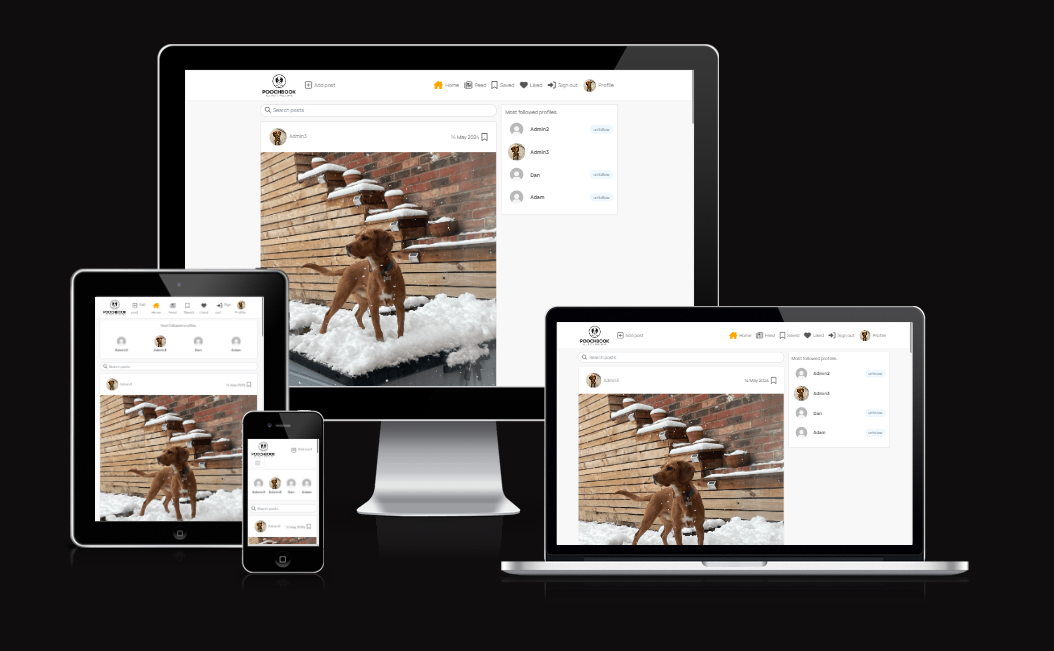 POOCHBOOK
Add post
Home
Feed
Saved
Liked
Sign out
Profile
Search posts
Admin3
14 May 2024
Most followed profiles.
Admin2
unfollow
Admin3
Dan
unfollow
Adam
unfollow
POOCHBOOK
Add post
Home
Feed
Saved
Liked
Sign out
Profile
Most followed profiles.
Admin2
Admin3
Dan
Adam
Search posts
Admin3
14 May 2024
POOCHBOOK
Add post
Admin2
Admin3
Dan
Adam
Search posts
Admin3
14 May 2024
POOCHBOOK
Add post
Home
Feed
Saved
Liked
Sign out
Profile
Search posts
Admin3
14 May 2024
Most followed profiles.
Admin2
unfollow
Admin3
Dan
unfollow
Adam
unfollow